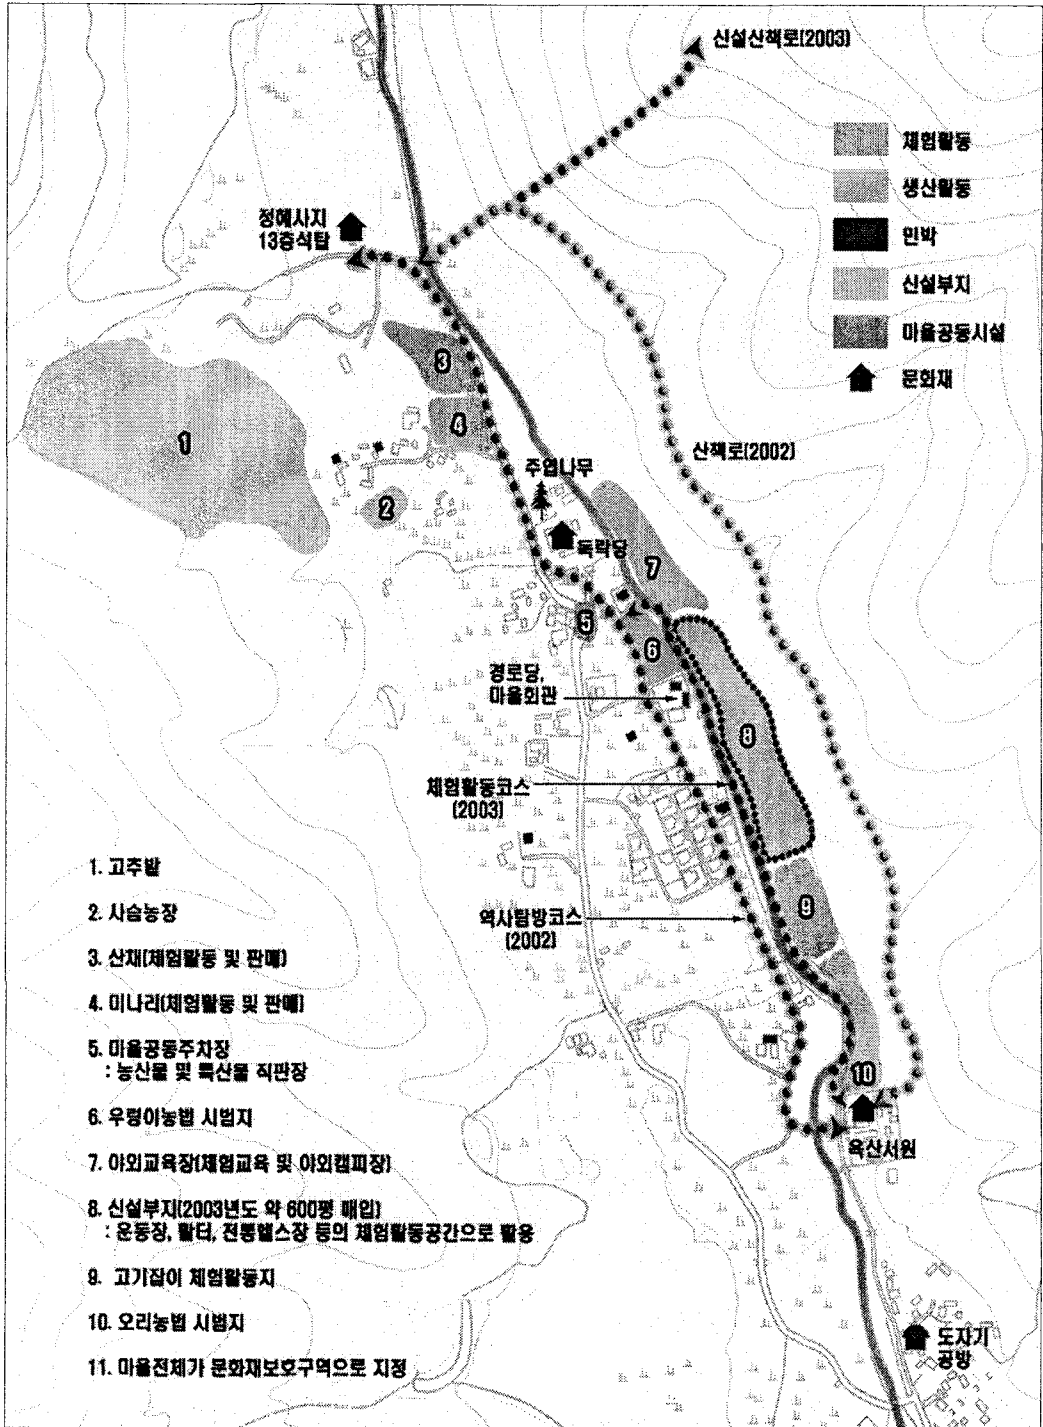 신설산책로(2003)
체험활동
생산활동
민박
신설부지
마을공동시설
문화재
정혜사지
13층석탑
3
1
4
산책로(2002)
주엽나무
2
독락당
7
5
6
경로당,
마을회관
8
체험활동코스
(2003)
1. 고추밭
9
2. 사슴농장
역사탐방코스
(2002)
3. 산채(체험활동 및 판매)
4. 미나리(체험활동 및 판매)
5. 마을공동주차장
: 농산물 및 특산물 직판장
10
6. 우렁이농법 시범지
옥산서원
7. 야외교육장(체험교육 및 야외캠피장)
8. 신설부지(2003년도 약 600평 매입)
: 운동장, 활터, 전통헬스장 등의 체험활동공간으로 활용
9. 고기잡이 체험활동지
10. 오리농법 시범지
도자기
공방
11. 마을전체가 문화재보호구역으로 지정